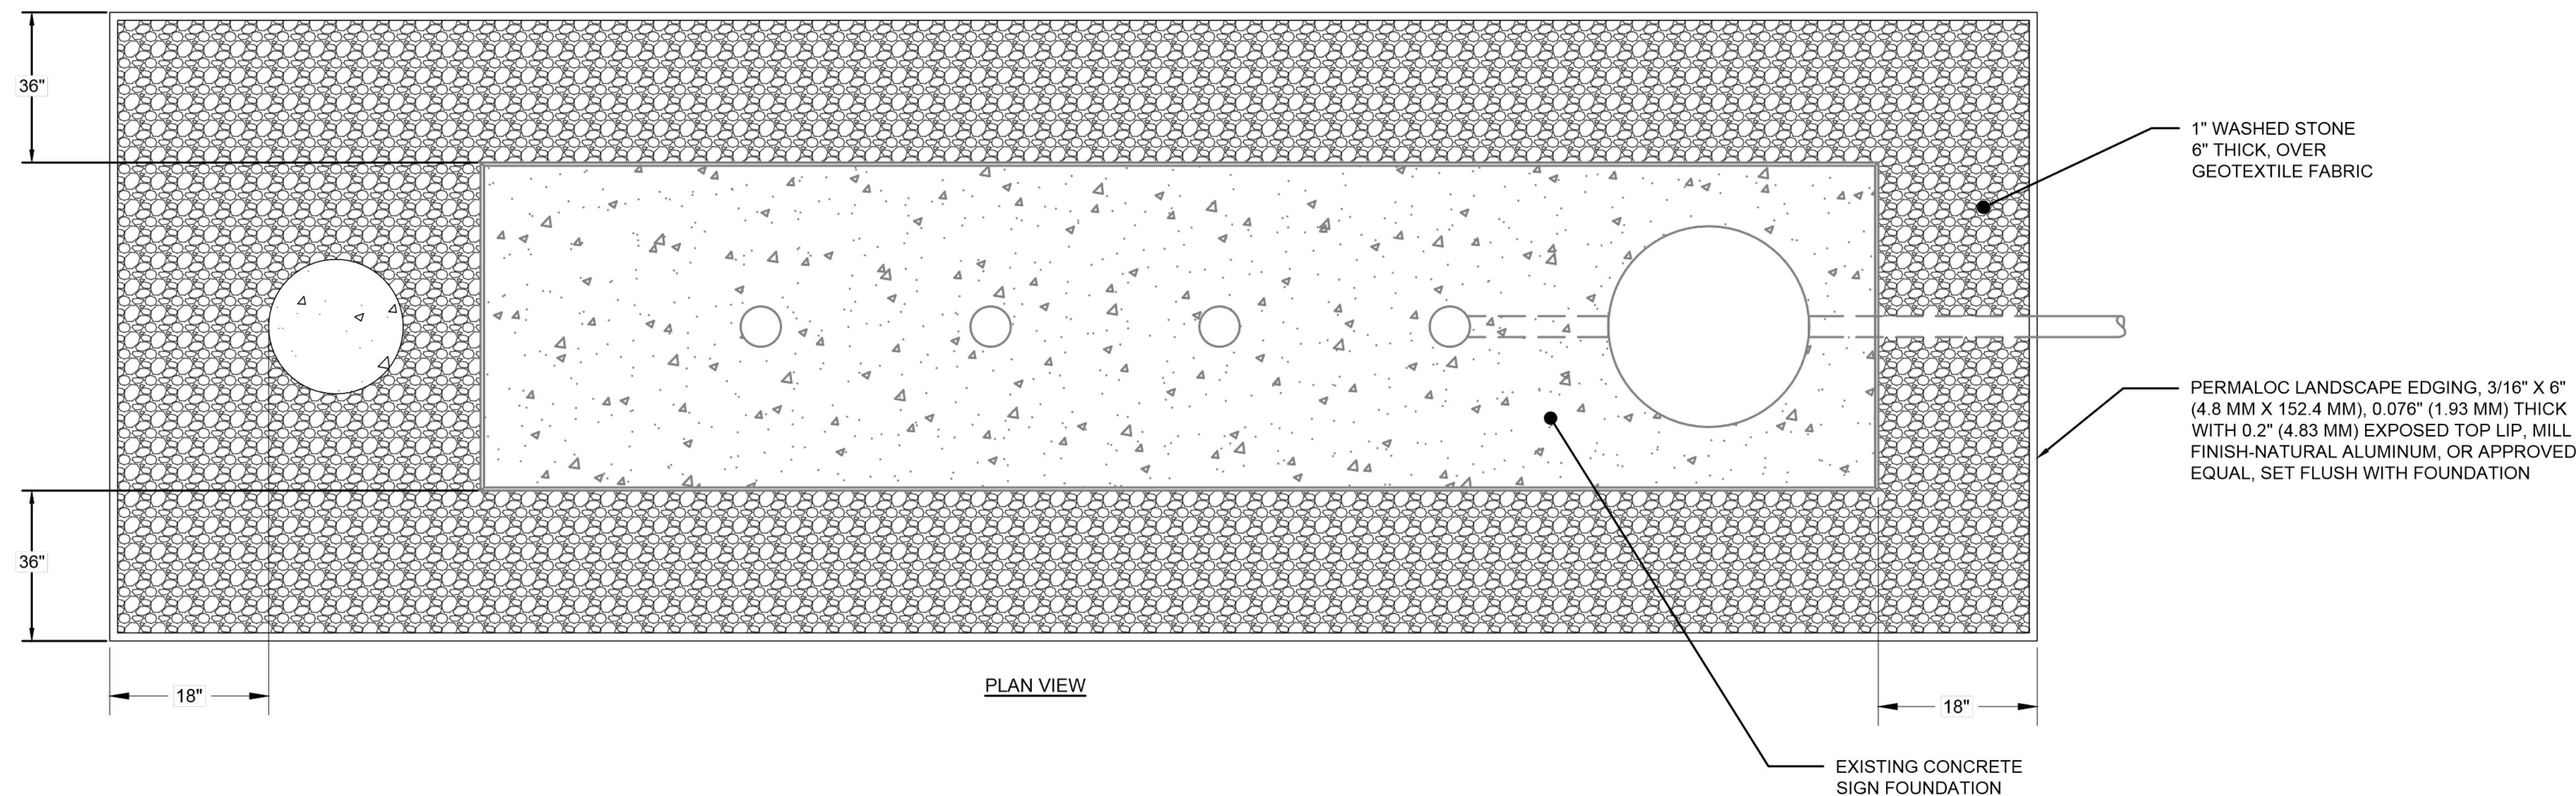 36"
1" WASHED STONE
6" THICK, OVER
GEOTEXTILE FABRIC
PERMALOC LANDSCAPE EDGING, 3/16" X 6"
(4.8 MM X 152.4 MM), 0.076" (1.93 MM) THICK
WITH 0.2" (4.83 MM) EXPOSED TOP LIP, MILL
FINISH-NATURAL ALUMINUM, OR APPROVED
EQUAL, SET FLUSH WITH FOUNDATION
36"
18"
PLAN VIEW
18"
EXISTING CONCRETE
SIGN FOUNDATION